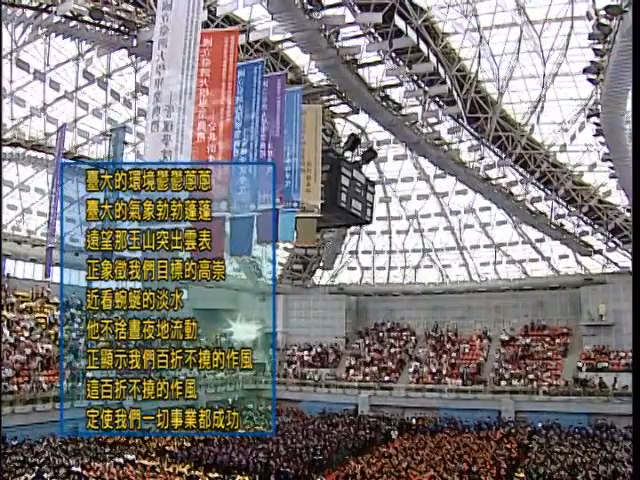 臺大的環境鬱鬱蔥蔥
臺大的氣象勃勃蓬蓬
遠望那玉山突出雲表
正象徵我們目標的高崇
近看蜿蜒的淡水
他不捨晝夜地流動
正顯示我們百折不撓的作風
這百折不撓的作風
定使我們一切事業都成功